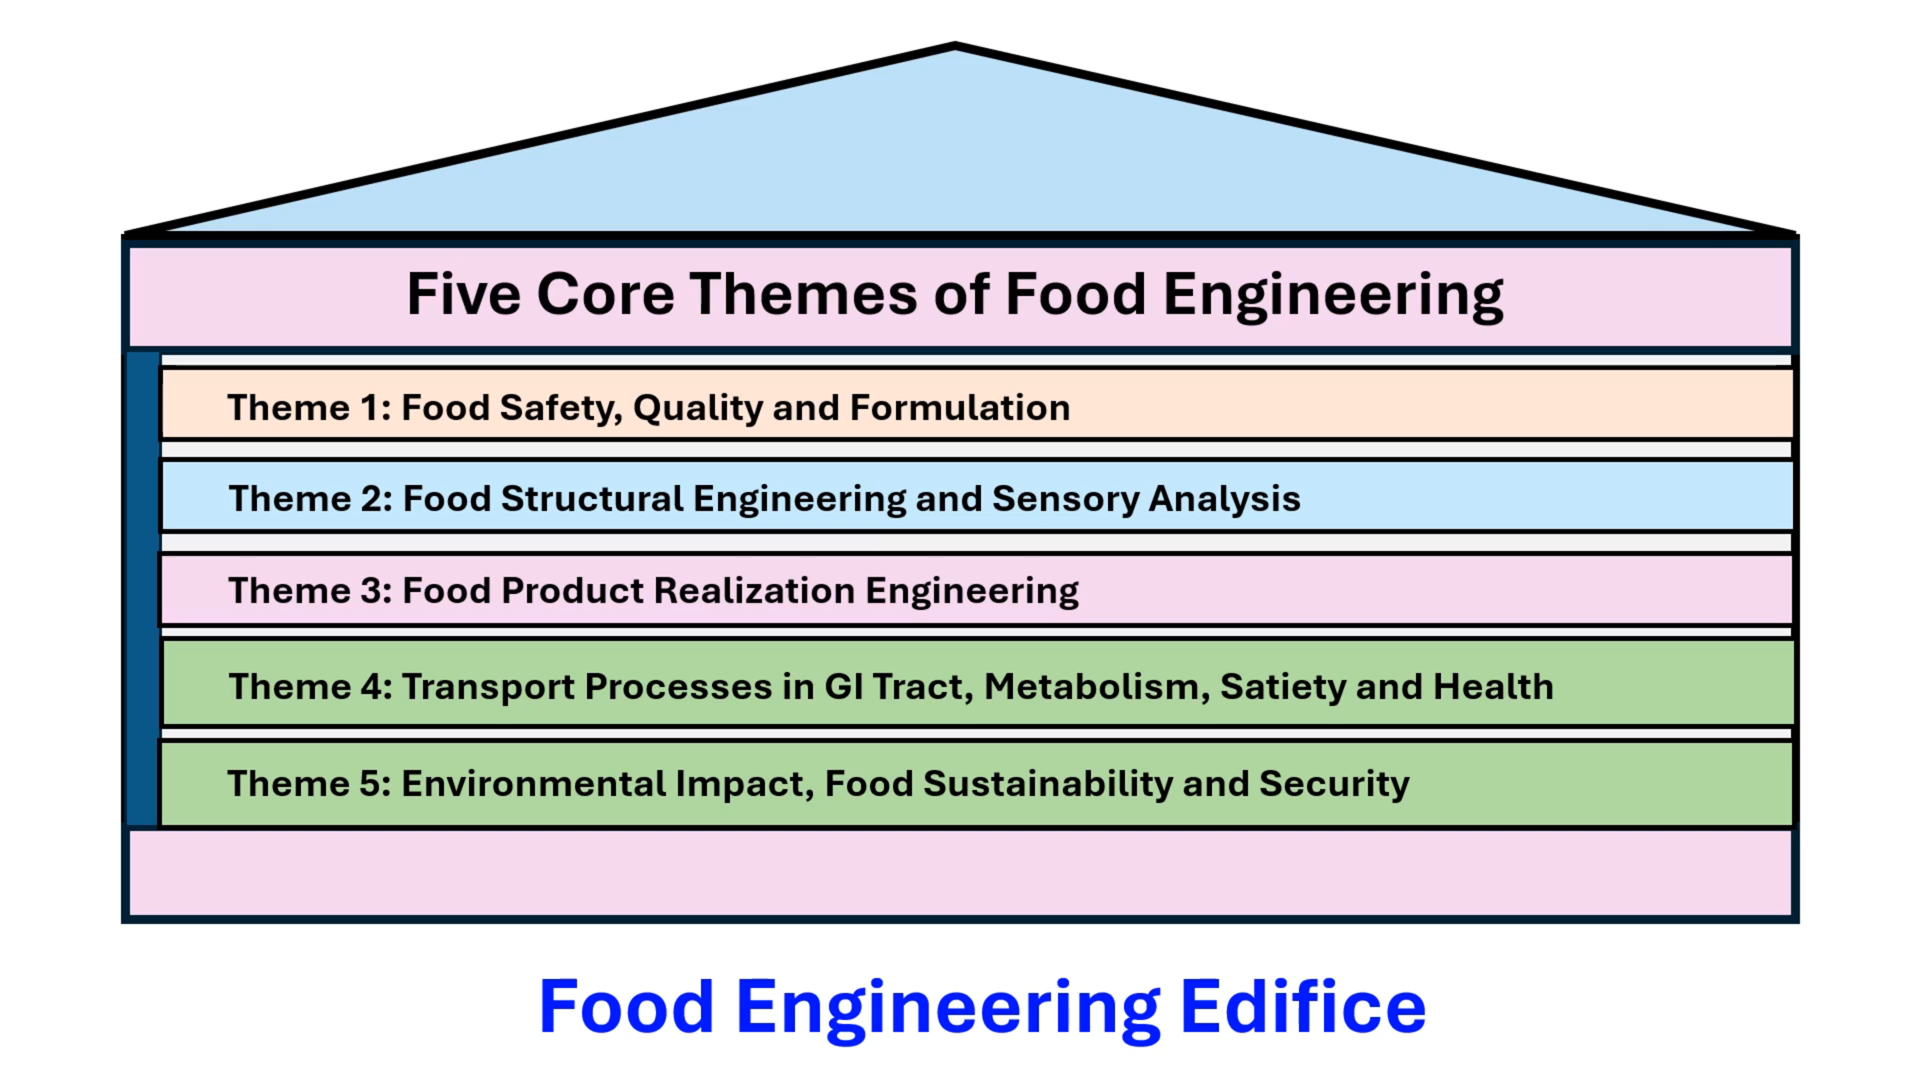 Five Core Themes of Food Engineering
Theme 1: Food Safety, Quality and Formulation
Theme 2: Food Structural Engineering and Sensory Analysis
Theme 3: Food Product Realization Engineering
Theme 4: Transport Processes in GI Tract, Metabolism, Satiety and Health
Theme 5: Environmental Impact, Food Sustainability and Security
Food Engineering Edifice